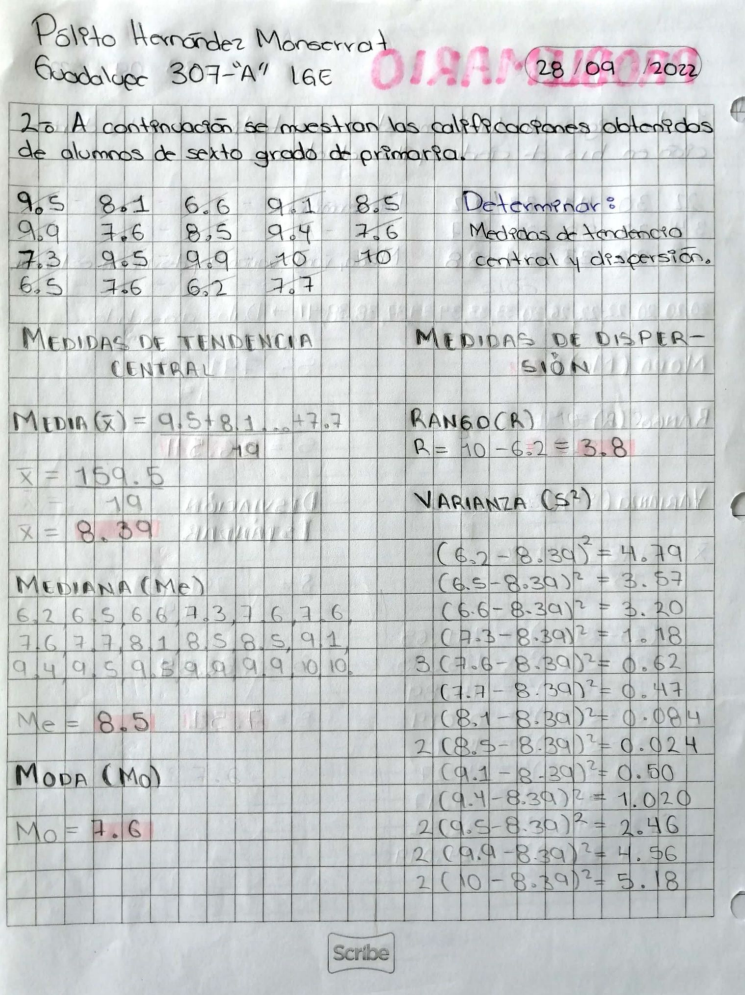 Pólito Hernández Monserrat
Guadalupe 307-"A" LGE
28/09/2022
2. A continuación se muestran las calificaciones obtenidos
de alumnos de sexto grado de primaria.
9.5 8.1 6.6 9.1 8.5
9.9 7.6 8.5 9.4 7.6
7.3 9.5 9.9 10 10
6.5 7.6 6.2 7.7
Determinar:
Medidas de tendencia
central y dispersión.
MEDIDAS DE TENDENCIA
CENTRAL
MEDIA (x̄) = 9.5+8.1...+7.7
19
x̄ = 159.5
19
x̄ = 8.39
MEDIANA (Me)
6.2, 6.5, 6.6, 7.3, 7.6, 7.6,
7.6, 7.7, 8.1, 8.5, 8.5, 9.1,
9.4, 9.5, 9.5, 9.9, 9.9, 10, 10.
Me = 8.5
MODA (Mo)
Mo = 7.6
MEDIDAS DE DISPER-
SIÓN
RANGO (R)
R = 10 - 6.2 = 3.8
VARIANZA (S²)
(6.2 - 8.39)² = 4.79
(6.5 - 8.39)² = 3.57
(6.6 - 8.39)² = 3.20
(7.3 - 8.39)² = 1.18
3(7.6 - 8.39)² = 0.62
(7.7 - 8.39)² = 0.47
(8.1 - 8.39)² = 0.084
2(8.5 - 8.39)² = 0.024
(9.1 - 8.39)² = 0.50
(9.4 - 8.39)² = 1.020
2(9.5 - 8.39)² = 2.46
2(9.9 - 8.39)² = 4.56
2(10 - 8.39)² = 5.18
Scribe